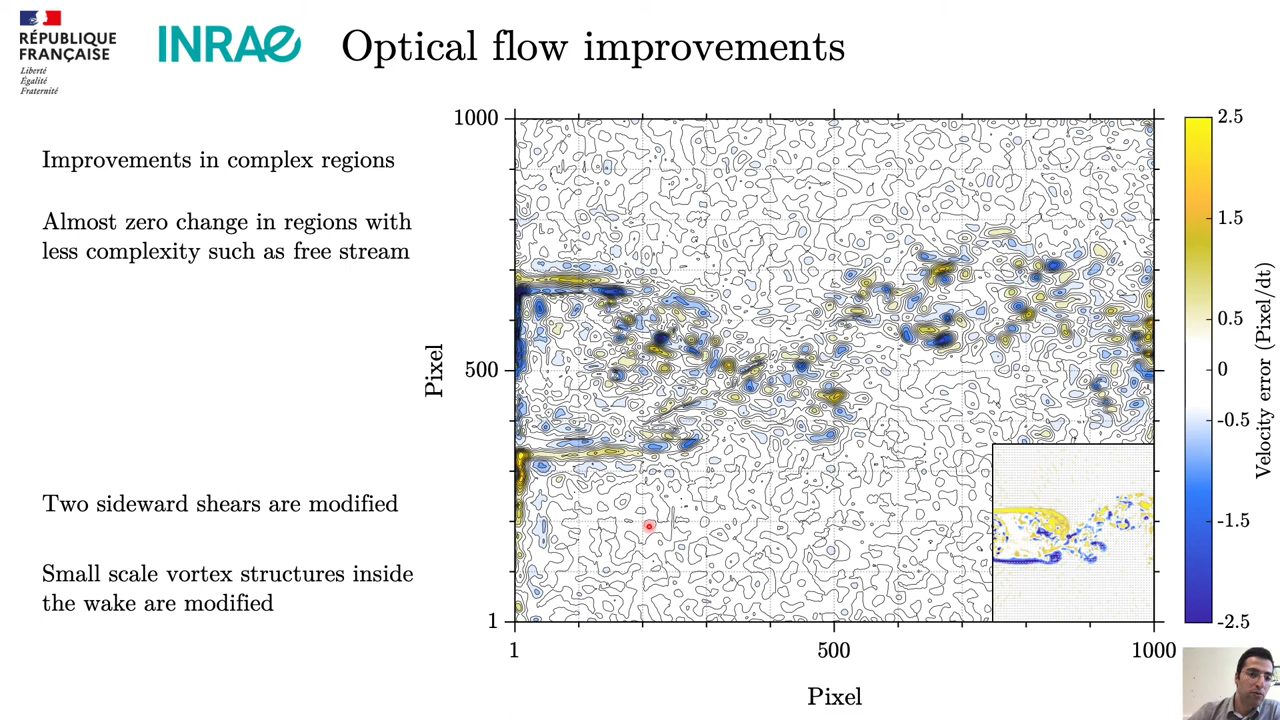 RÉPUBLIQUE
FRANÇAISE
Liberté
Égalité
Fraternité
INRAE
Optical flow improvements
Improvements in complex regions
Almost zero change in regions with
less complexity such as free stream
Two sideward shears are modified
Small scale vortex structures inside
the wake are modified
1000
500
1
Pixel
1
500
1000
Pixel
2.5
1.5
0.5
0
-0.5
-1.5
-2.5
Velocity error (Pixel/dt)